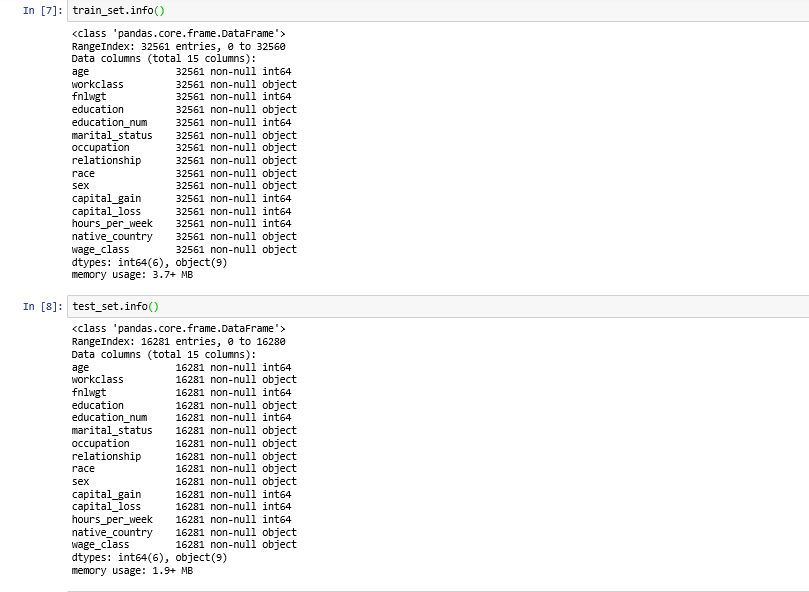 In [7]: train_set.info()
<class 'pandas.core.frame.DataFrame'>
RangeIndex: 32561 entries, 0 to 32560
Data columns (total 15 columns):
age               32561 non-null int64
workclass         32561 non-null object
fnlwgt            32561 non-null int64
education         32561 non-null object
education_num     32561 non-null int64
marital_status    32561 non-null object
occupation        32561 non-null object
relationship      32561 non-null object
race              32561 non-null object
sex               32561 non-null object
capital_gain      32561 non-null int64
capital_loss      32561 non-null int64
hours_per_week    32561 non-null int64
native_country    32561 non-null object
wage_class        32561 non-null object
dtypes: int64(6), object(9)
memory usage: 3.7+ MB
In [8]: test_set.info()
<class 'pandas.core.frame.DataFrame'>
RangeIndex: 16281 entries, 0 to 16280
Data columns (total 15 columns):
age               16281 non-null int64
workclass         16281 non-null object
fnlwgt            16281 non-null int64
education         16281 non-null object
education_num     16281 non-null int64
marital_status    16281 non-null object
occupation        16281 non-null object
relationship      16281 non-null object
race              16281 non-null object
sex               16281 non-null object
capital_gain      16281 non-null int64
capital_loss      16281 non-null int64
hours_per_week    16281 non-null int64
native_country    16281 non-null object
wage_class        16281 non-null object
dtypes: int64(6), object(9)
memory usage: 1.9+ MB